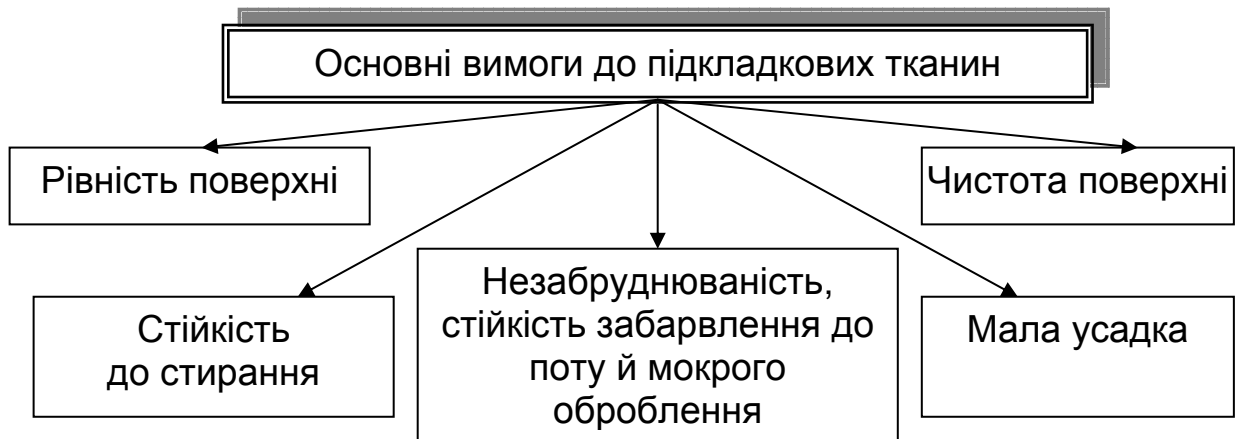 Основні вимоги до підкладкових тканин
Рівність поверхні
Чистота поверхні
Стійкість
до стирання
Незабруднюваність,
стійкість забарвлення до
поту й мокрого
оброблення
Мала усадка